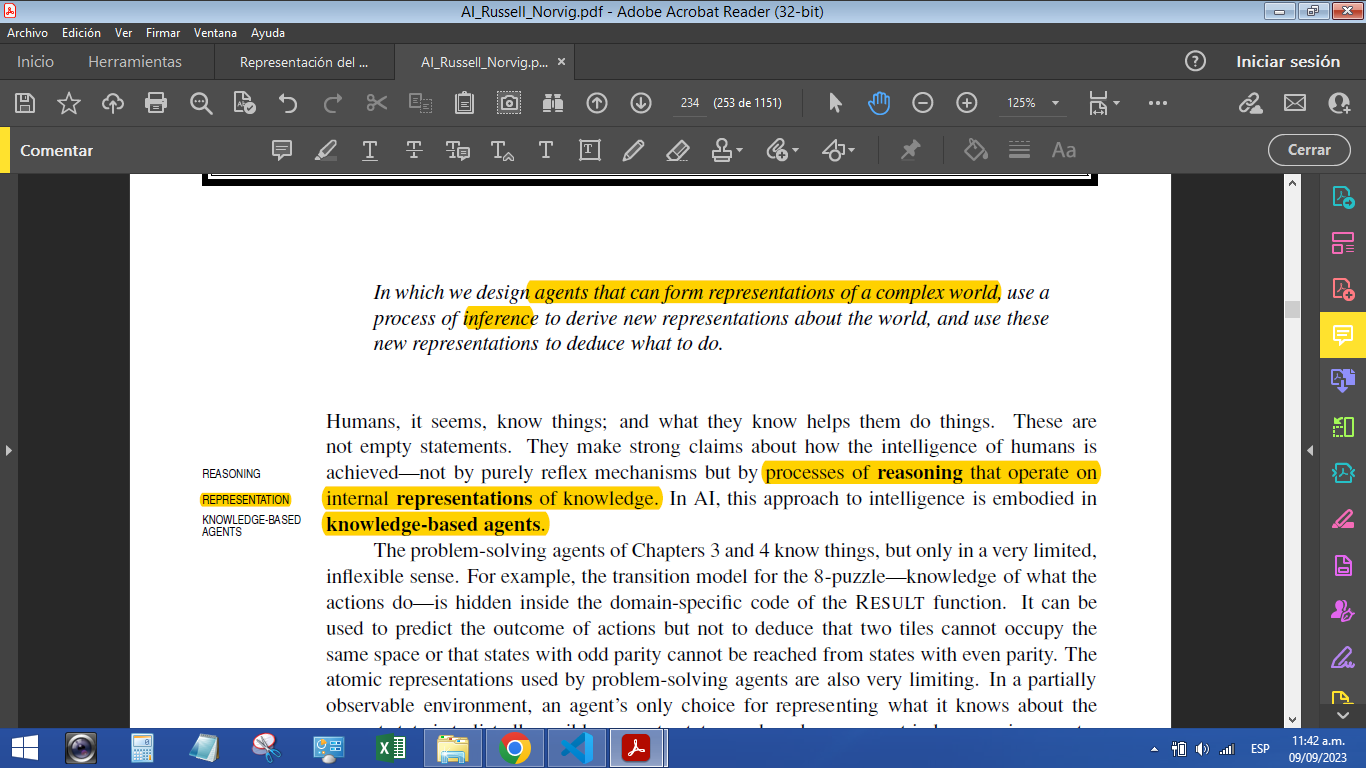 AI_Russell_Norvig.pdf - Adobe Acrobat Reader (32-bit)
Archivo Edición Ver Firmar Ventana Ayuda
Inicio Herramientas Representación del ... AI_Russell_Norvig.p... × Iniciar sesión
234 (253 de 1151) 125%
Comentar Cerrar
In which we design agents that can form representations of a complex world, use a
process of inference to derive new representations about the world, and use these
new representations to deduce what to do.
Humans, it seems, know things; and what they know helps them do things. These are
not empty statements. They make strong claims about how the intelligence of humans is
REASONING achieved—not by purely reflex mechanisms but by processes of reasoning that operate on
REPRESENTATION internal representations of knowledge. In AI, this approach to intelligence is embodied in
KNOWLEDGE-BASED
AGENTS knowledge-based agents.
The problem-solving agents of Chapters 3 and 4 know things, but only in a very limited,
inflexible sense. For example, the transition model for the 8-puzzle—knowledge of what the
actions do—is hidden inside the domain-specific code of the RESULT function. It can be
used to predict the outcome of actions but not to deduce that two tiles cannot occupy the
same space or that states with odd parity cannot be reached from states with even parity. The
atomic representations used by problem-solving agents are also very limiting. In a partially
observable environment, an agent's only choice for representing what it knows about the
ESP 11:42 a.m.
09/09/2023